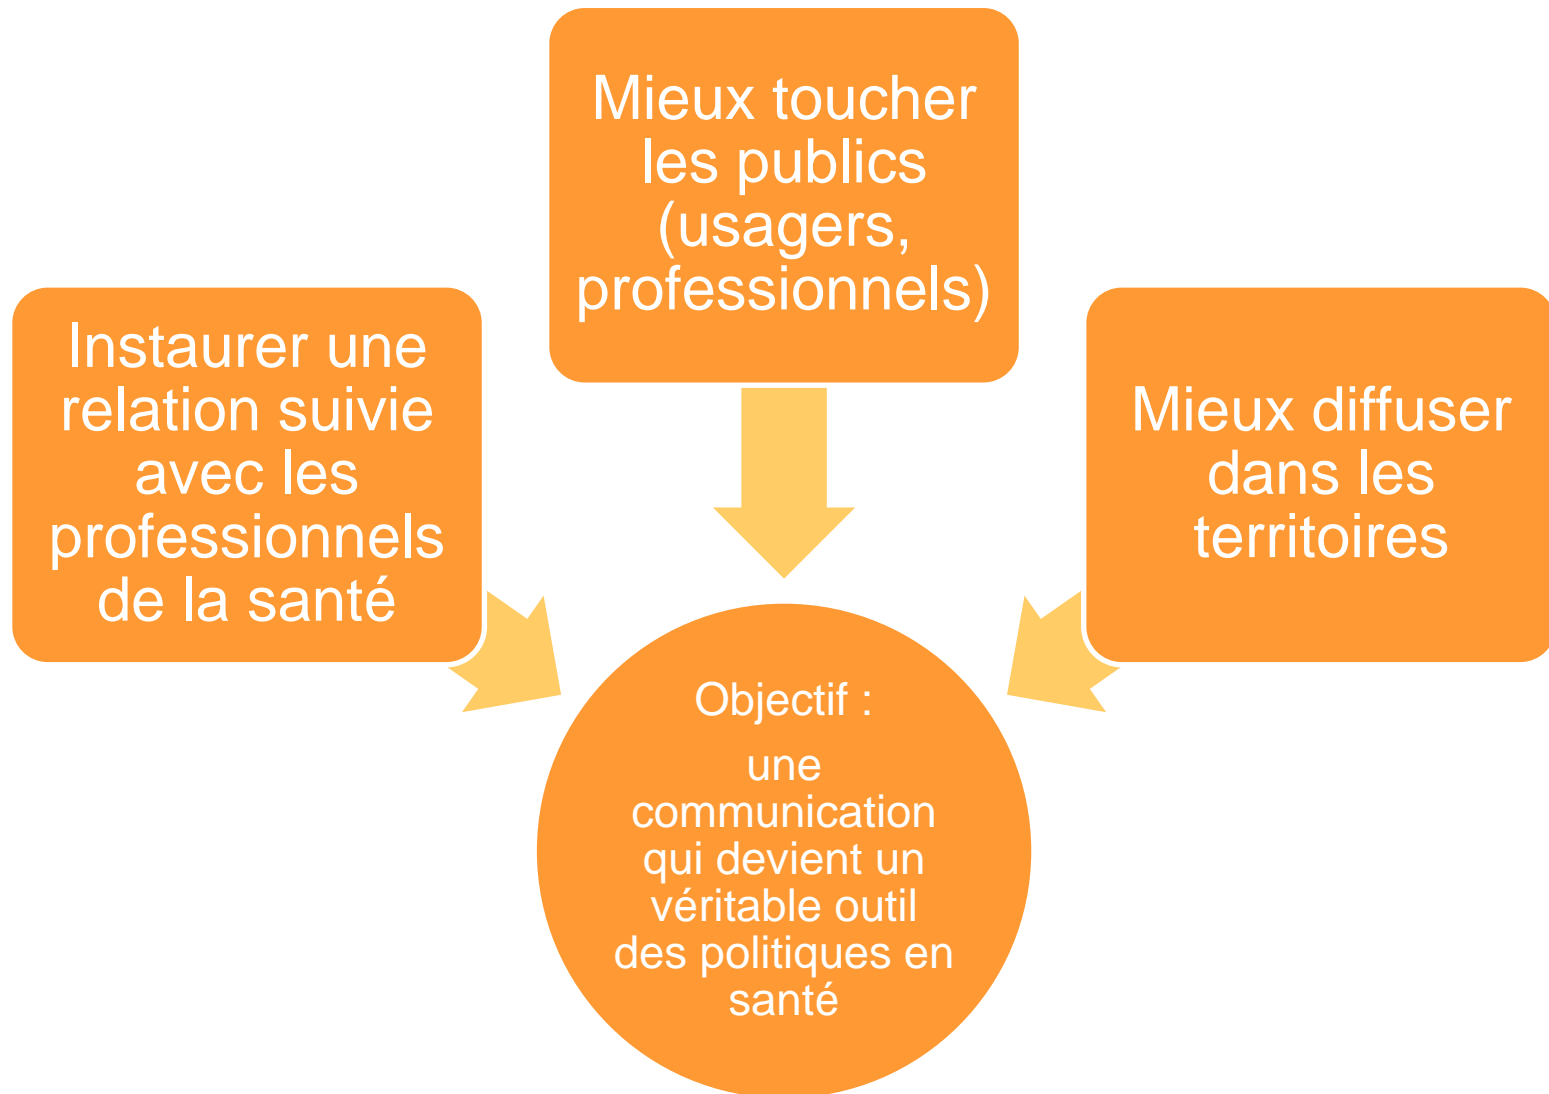 Mieux toucher
les publics
(usagers,
professionnels)
Instaurer une
relation suivie
avec les
professionnels
de la santé
Mieux diffuser
dans les
territoires
Objectif :
une
communication
qui devient un
véritable outil
des politiques en
santé